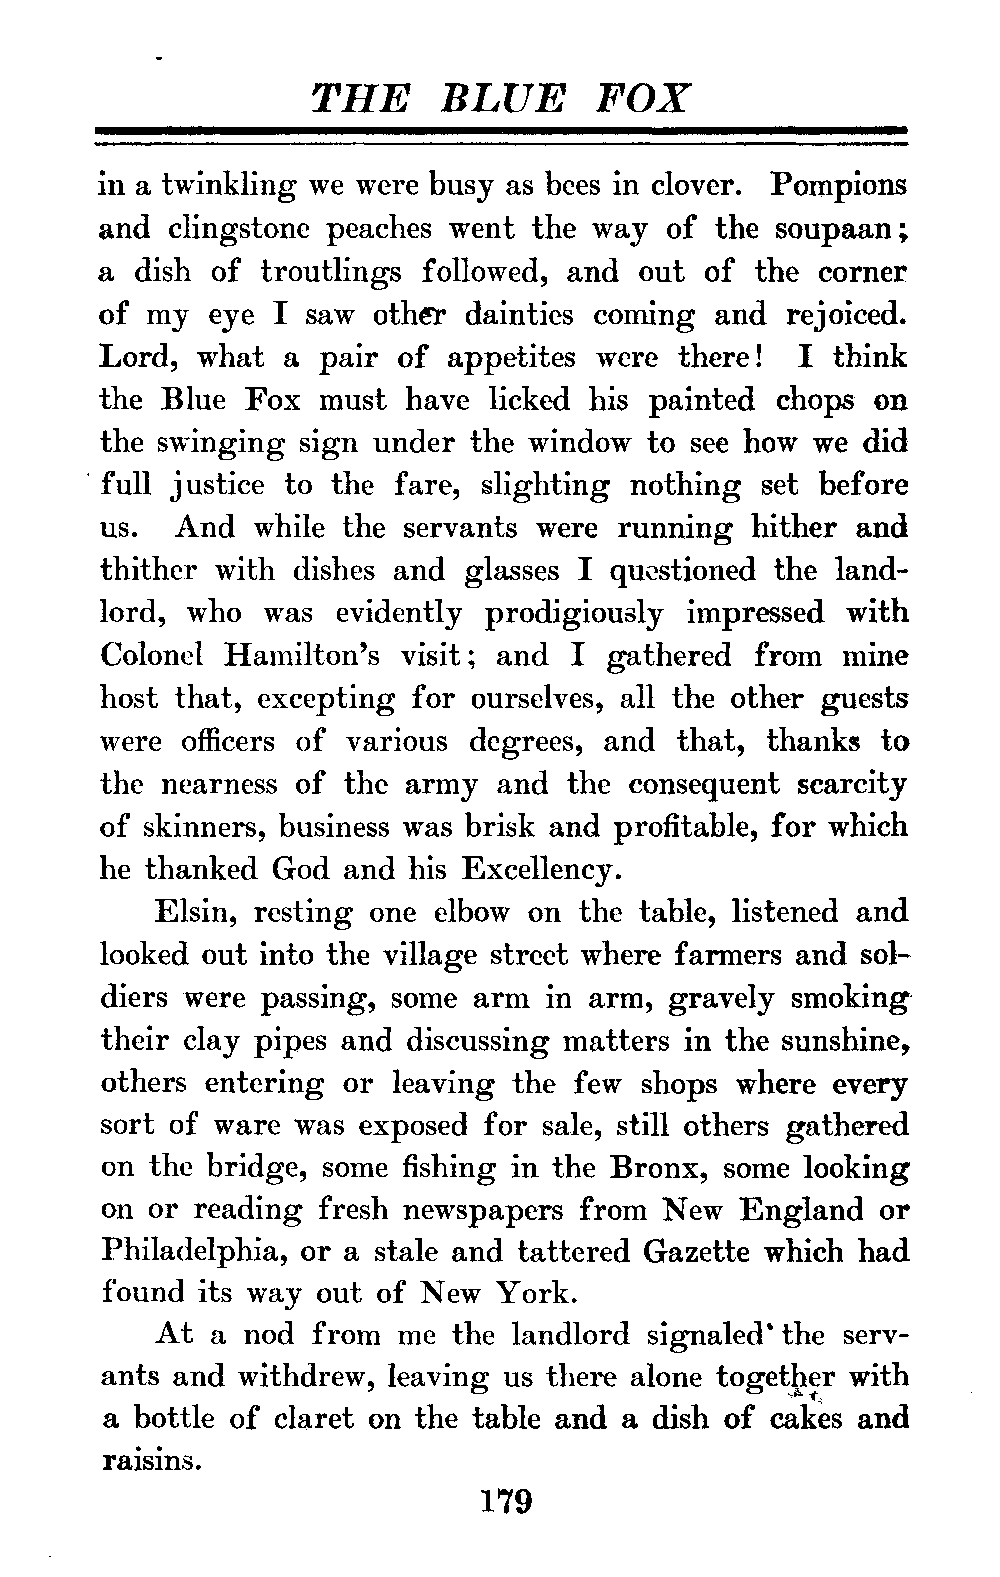 THE BLUE FOX
in a twinkling we were busy as bees in clover. Pompions
and clingstone peaches went the way of the soupaan;
a dish of troutlings followed, and out of the corner
of my eye I saw other dainties coming and rejoiced.
Lord, what a pair of appetites were there! I think
the Blue Fox must have licked his painted chops on
the swinging sign under the window to see how we did
full justice to the fare, slighting nothing set before
us. And while the servants were running hither and
thither with dishes and glasses I questioned the land-
lord, who was evidently prodigiously impressed with
Colonel Hamilton's visit; and I gathered from mine
host that, excepting for ourselves, all the other guests
were officers of various degrees, and that, thanks to
the nearness of the army and the consequent scarcity
of skinners, business was brisk and profitable, for which
he thanked God and his Excellency.
Elsin, resting one elbow on the table, listened and
looked out into the village street where farmers and sol-
diers were passing, some arm in arm, gravely smoking
their clay pipes and discussing matters in the sunshine,
others entering or leaving the few shops where every
sort of ware was exposed for sale, still others gathered
on the bridge, some fishing in the Bronx, some looking
on or reading fresh newspapers from New England or
Philadelphia, or a stale and tattered Gazette which had
found its way out of New York.
At a nod from me the landlord signaled the serv-
ants and withdrew, leaving us there alone together with
a bottle of claret on the table and a dish of cakes and
raisins.
179